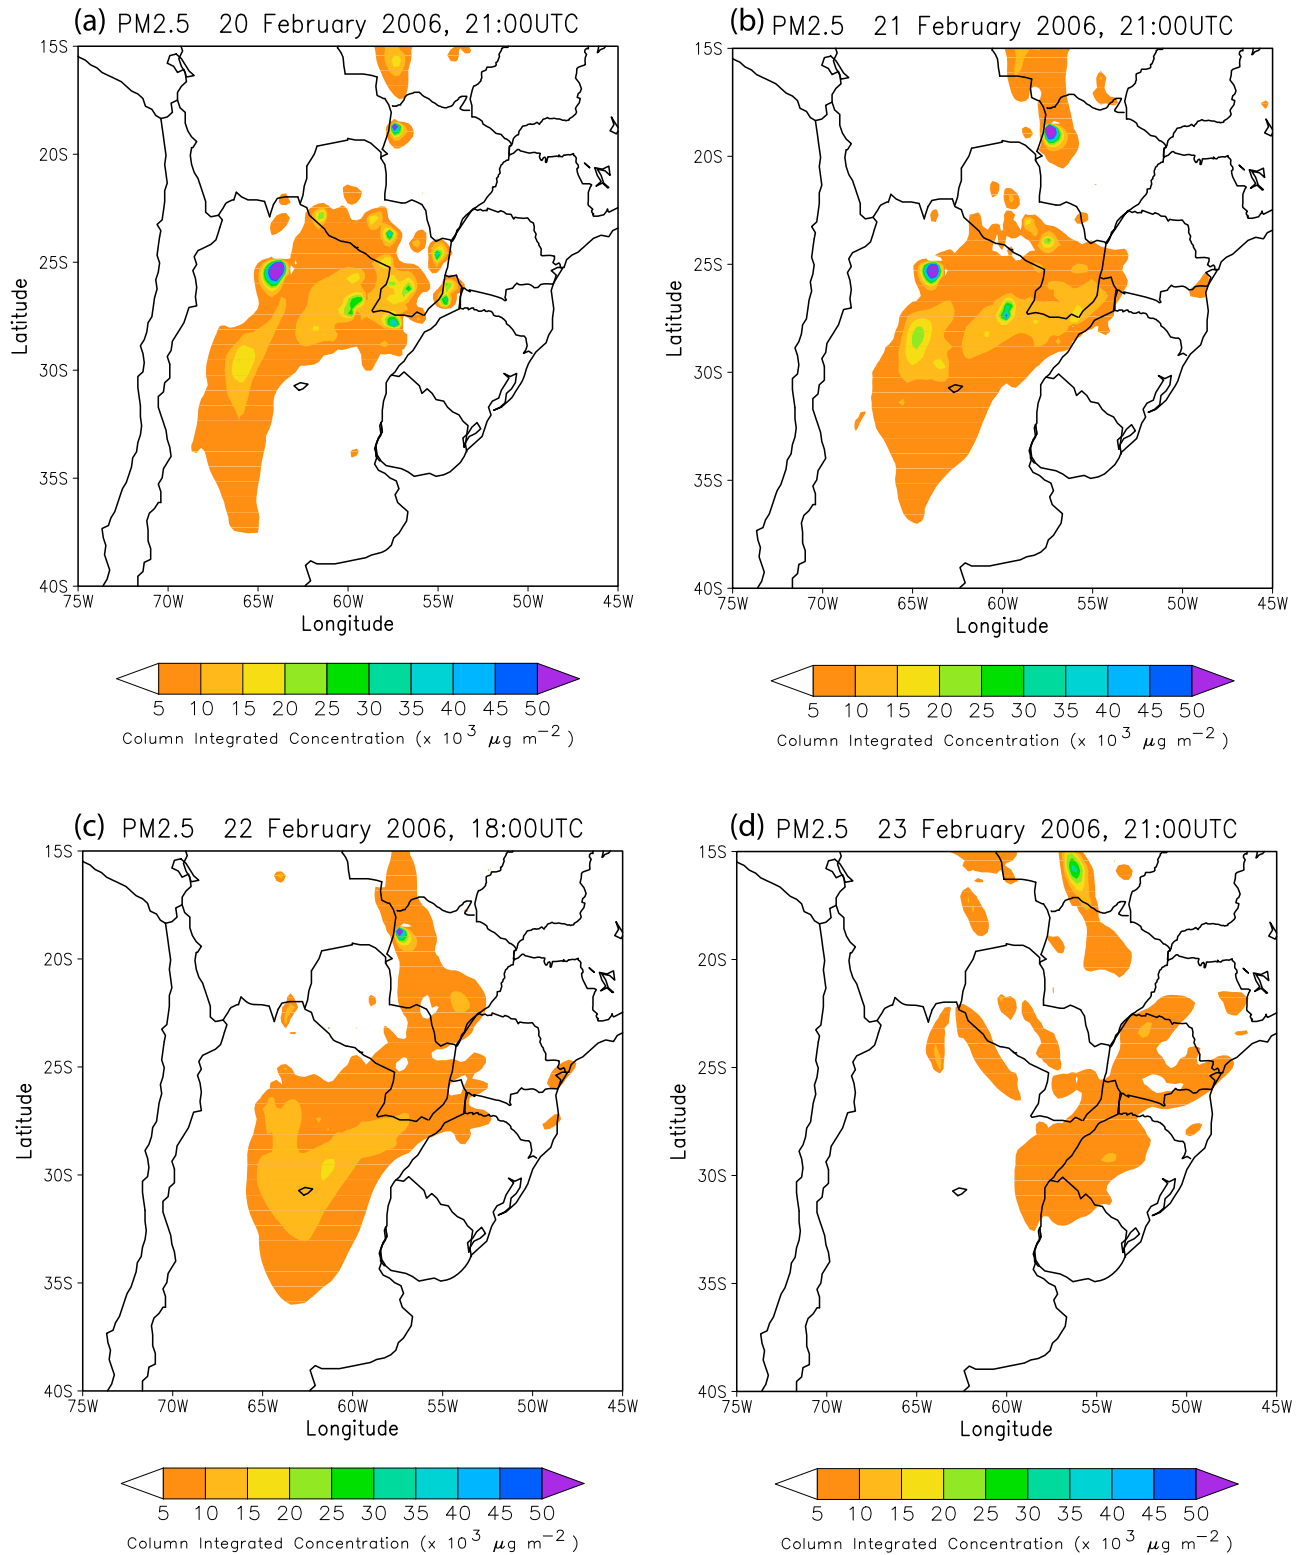 (a) PM2.5 20 February 2006, 21:00UTC
15S
20S
25S
30S
35S
40S
Latitude
75W 70W 65W 60W 55W 50W 45W
Longitude
5 10 15 20 25 30 35 40 45 50
Column Integrated Concentration (x 10³ μg m⁻²)
(b) PM2.5 21 February 2006, 21:00UTC
15S
20S
25S
30S
35S
40S
Latitude
75W 70W 65W 60W 55W 50W 45W
Longitude
5 10 15 20 25 30 35 40 45 50
Column Integrated Concentration (x 10³ μg m⁻²)
(c) PM2.5 22 February 2006, 18:00UTC
15S
20S
25S
30S
35S
40S
Latitude
75W 70W 65W 60W 55W 50W 45W
Longitude
5 10 15 20 25 30 35 40 45 50
Column Integrated Concentration (x 10³ μg m⁻²)
(d) PM2.5 23 February 2006, 21:00UTC
15S
20S
25S
30S
35S
40S
Latitude
75W 70W 65W 60W 55W 50W 45W
Longitude
5 10 15 20 25 30 35 40 45 50
Column Integrated Concentration (x 10³ μg m⁻²)